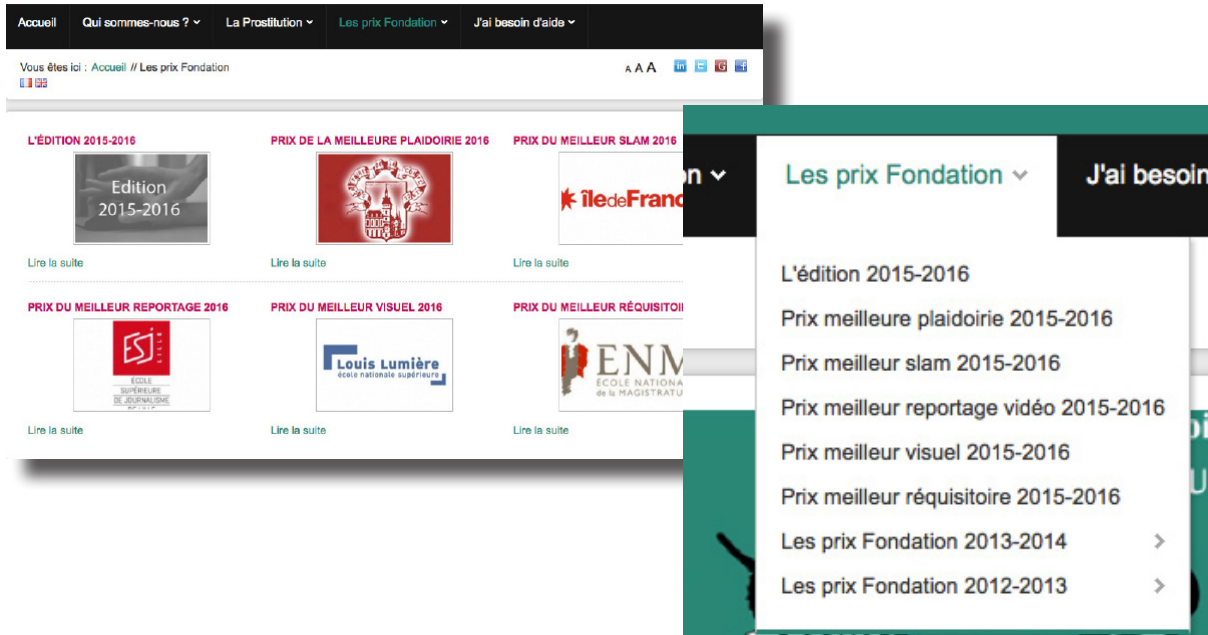 Accueil Qui sommes-nous ? La Prostitution Les prix Fondation J'ai besoin d'aide
Vous êtes ici : Accueil // Les prix Fondation
A A A
L'ÉDITION 2015-2016
Edition
2015-2016
Lire la suite
PRIX DE LA MEILLEURE PLAIDOIRIE 2016
Lire la suite
PRIX DU MEILLEUR SLAM 2016
îledeFranc
Lire la suite
PRIX DU MEILLEUR REPORTAGE 2016
ESJ
LILLE
ÉCOLE
SUPÉRIEURE
DE JOURNALISME
DE LILLE
Lire la suite
PRIX DU MEILLEUR VISUEL 2016
Louis Lumière
école nationale supérieure
Lire la suite
PRIX DU MEILLEUR RÉQUISITOI
ENM
ÉCOLE NATIONA
de la MAGISTRATU
Lire la suite
on Les prix Fondation J'ai besoin
L'édition 2015-2016
Prix meilleure plaidoirie 2015-2016
Prix meilleur slam 2015-2016
Prix meilleur reportage vidéo 2015-2016
Prix meilleur visuel 2015-2016
Prix meilleur réquisitoire 2015-2016
Les prix Fondation 2013-2014
Les prix Fondation 2012-2013